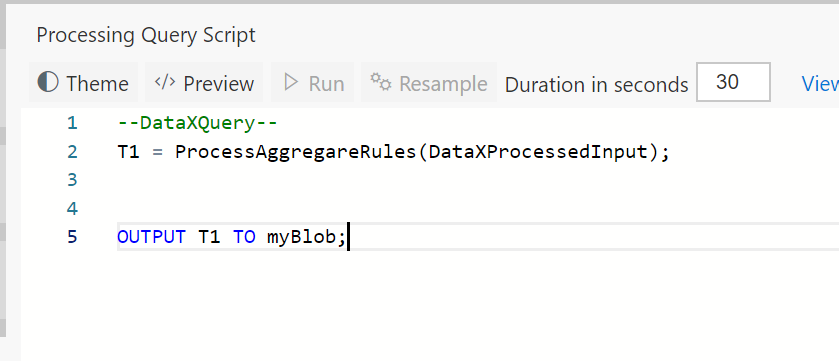 Processing Query Script
Theme </> Preview Run Resample Duration in seconds 30 View
1 --DataXQuery--
2 T1 = ProcessAggregareRules(DataXProcessedInput);
3
4
5 OUTPUT T1 TO myBlob;